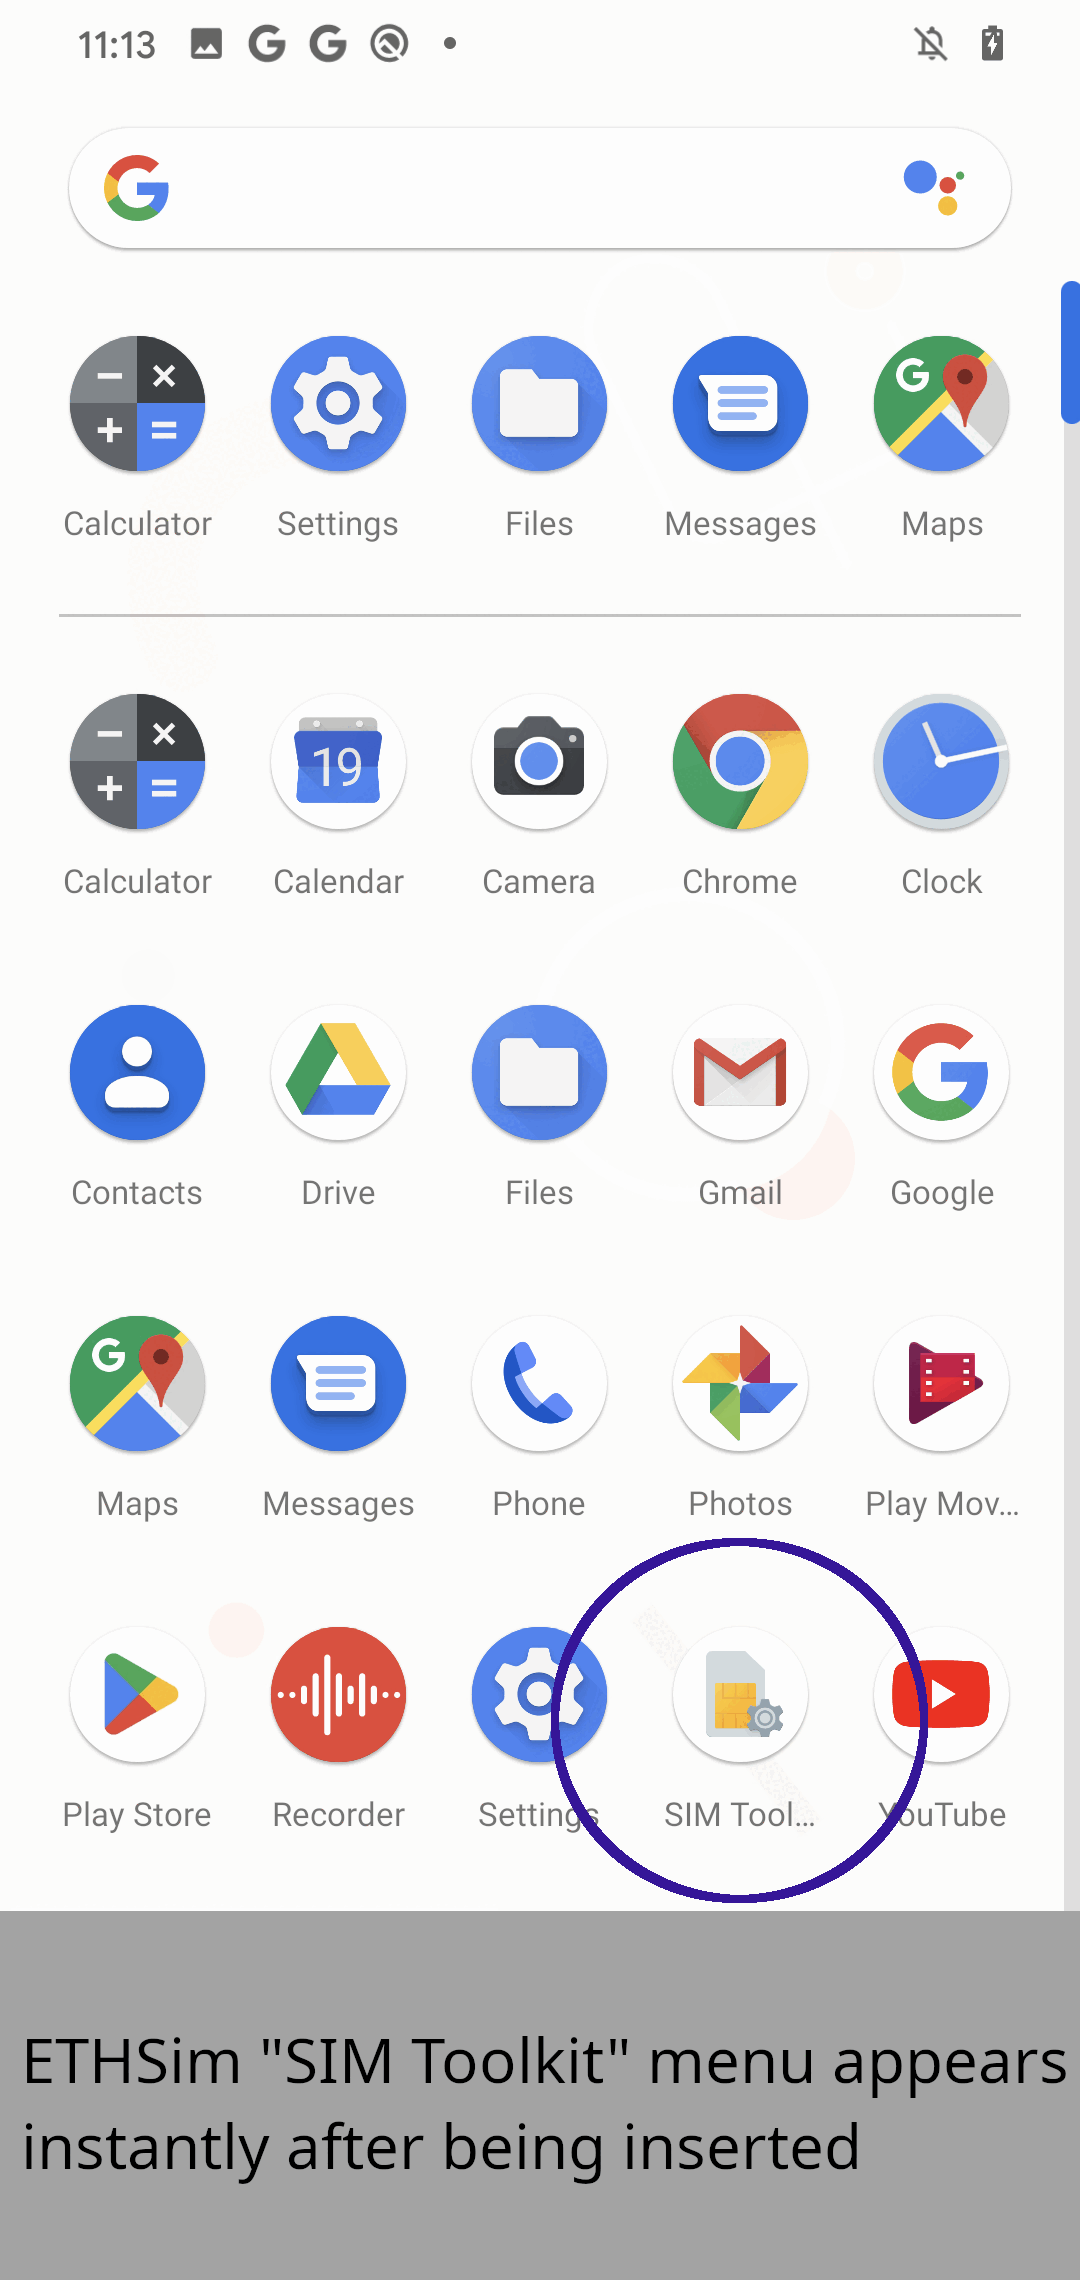 11:13
Calculator Settings Files Messages Maps
Calculator Calendar Camera Chrome Clock
Contacts Drive Files Gmail Google
Maps Messages Phone Photos Play Mov...
Play Store Recorder Settings SIM Tool... YouTube
ETHSim "SIM Toolkit" menu appears
instantly after being inserted